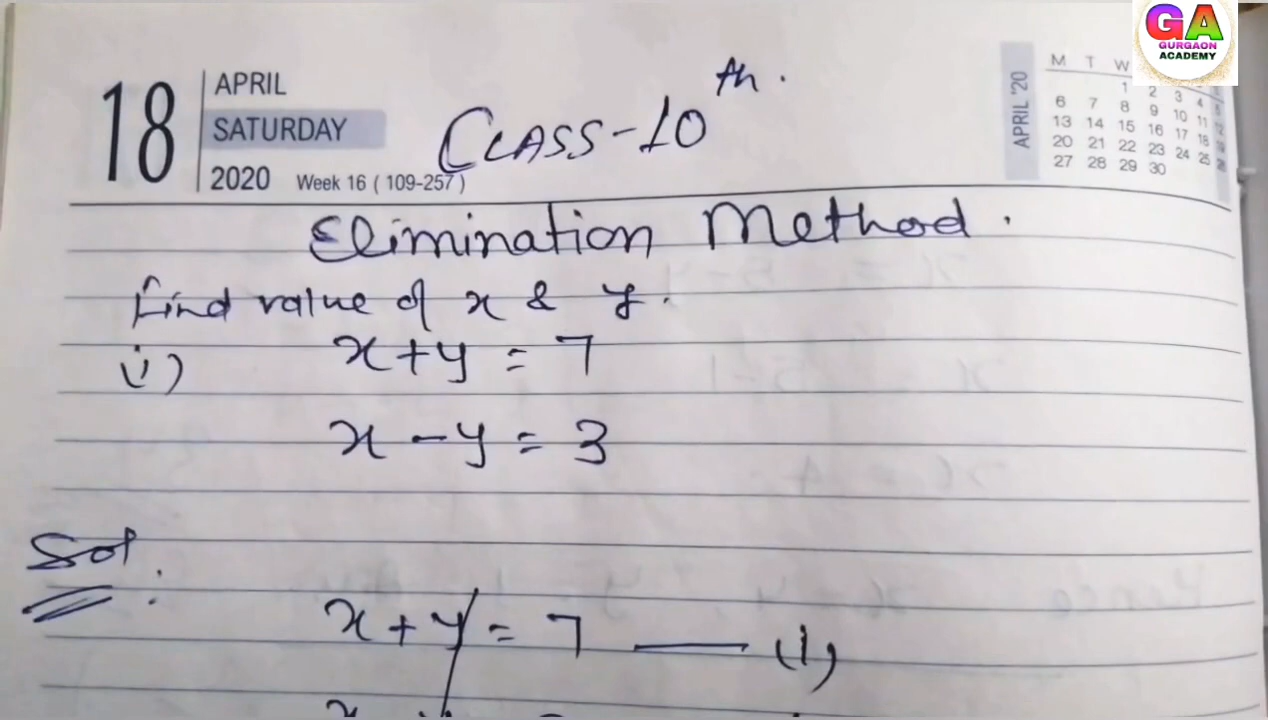 GA
GURGAON
ACADEMY
18
APRIL
SATURDAY
2020 Week 16 ( 109-257 )
CLASS-10th.
APRIL '20
M T W
1 2 3 4 5
6 7 8 9 10 11 12
13 14 15 16 17 18 19
20 21 22 23 24 25 26
27 28 29 30
Elimination Method.
Find value of x & y.
(i) x+y = 7
x - y = 3
Sol.
x + y = 7 —— (1)